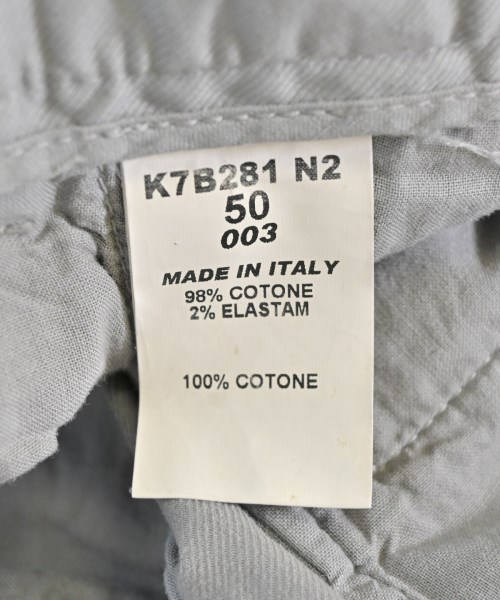 K7B281 N2
50
003
MADE IN ITALY
98% COTONE
2% ELASTAM
100% COTONE